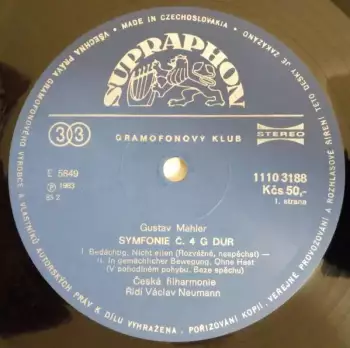 MADE IN CZECHOSLOVAKIA
SUPRAPHON
33
GRAMOFONOVÝ KLUB
STEREO
E 5849
1110 3188
Ⓟ 1983
Kčs 50,-
85 2
1. strana
Gustav Mahler
SYMFONIE Č. 4 G DUR
I. Bedächtig. Nicht eilen (Rozvážně, nespěchat) —
II. In gemächlicher Bewegung. Ohne Hast
(V pohodlném pohybu. Beze spěchu)
Česká filharmonie
Řídí Václav Neumann
VŠECHNA PRÁVA GRAMOFONOVÉHO VÝROBCE A VLASTNÍKŮ AUTORSKÝCH PRÁV K DÍLU VYHRAZENA. POŘIZOVÁNÍ KOPIÍ, VEŘEJNÉ PROVOZOVÁNÍ A ROZHLASOVÉ ŠÍŘENÍ TÉTO DESKY JE ZAKÁZÁNO